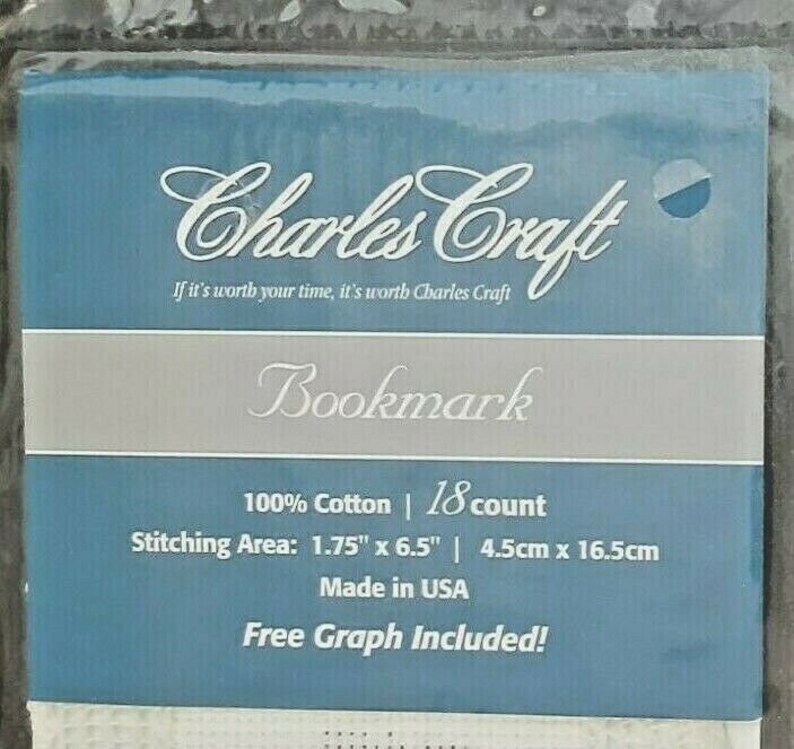 Charles Craft
If it's worth your time, it's worth Charles Craft
Bookmark
100% Cotton | 18 count
Stitching Area: 1.75" x 6.5" | 4.5cm x 16.5cm
Made in USA
Free Graph Included!